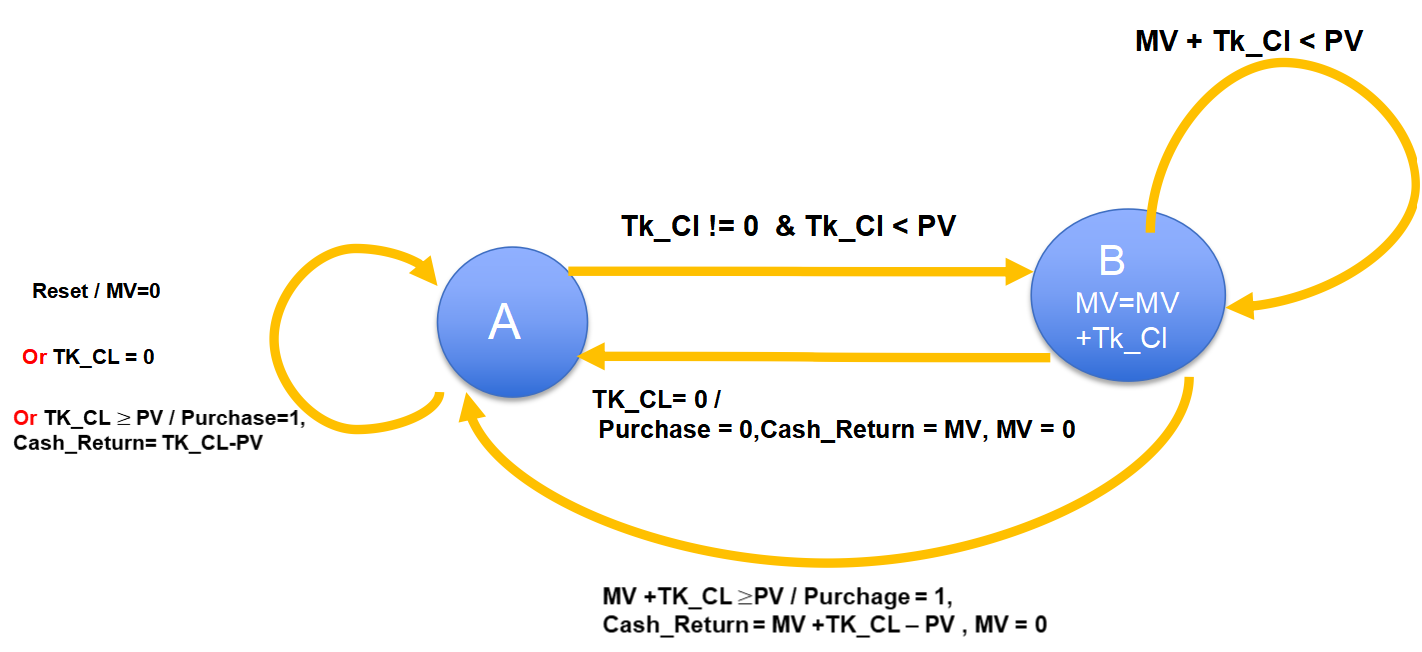 MV + Tk_Cl < PV
Tk_Cl != 0 & Tk_Cl < PV
B
MV=MV
+Tk_Cl
A
Reset / MV=0
Or TK_CL = 0
Or TK_CL ≥ PV / Purchase=1,
Cash_Return= TK_CL-PV
TK_CL= 0 /
Purchase = 0,Cash_Return = MV, MV = 0
MV +TK_CL ≥PV / Purchage = 1,
Cash_Return = MV +TK_CL – PV , MV = 0